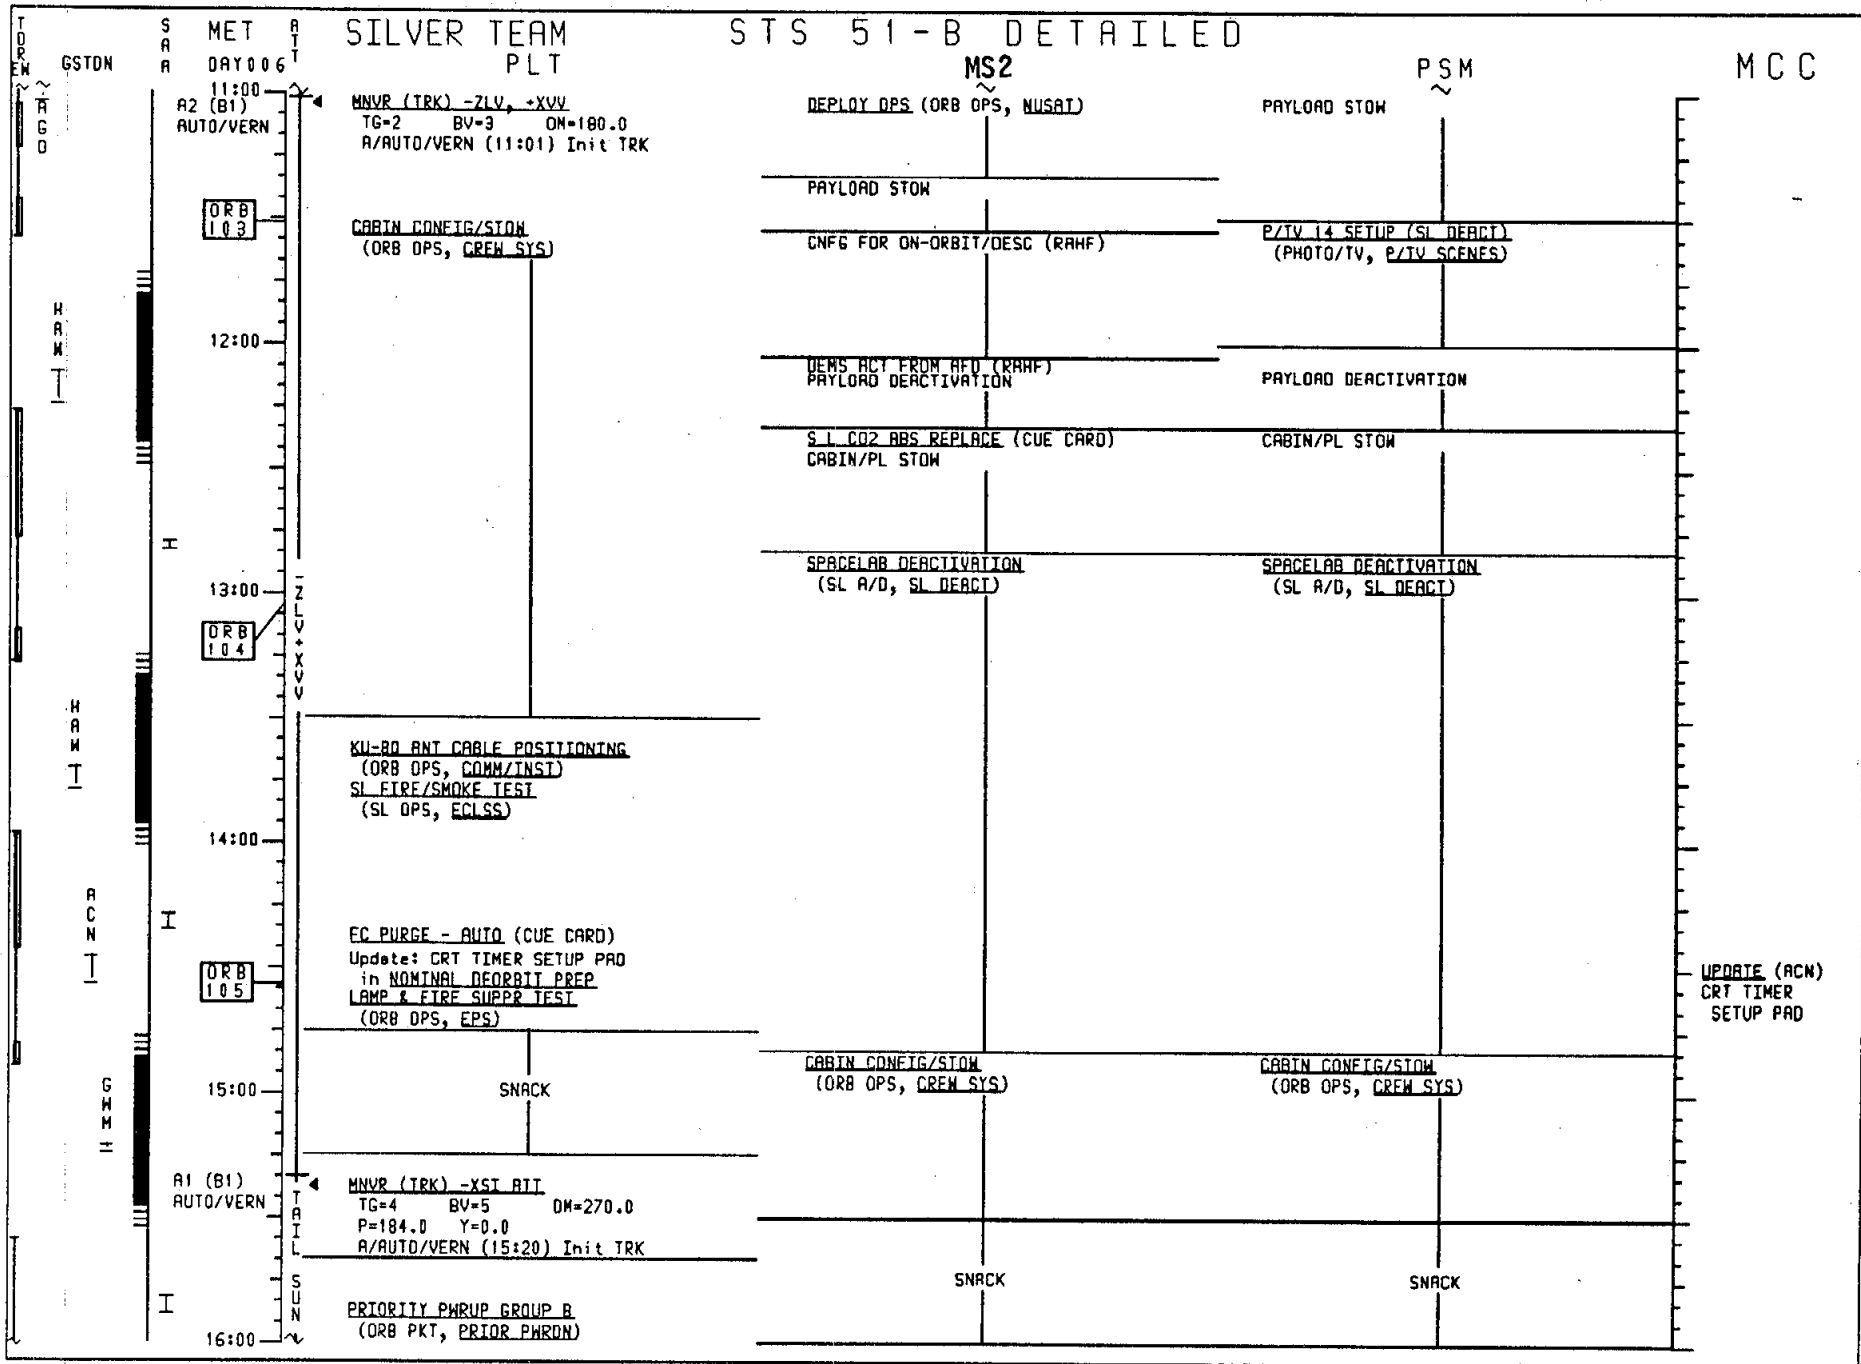 TDREW
GSTDN
SAA
MET
DAY006
ATT
SILVER TEAM
PLT
STS 51-B DETAILED
MS2
PSM
MCC
AGO
HAW
HAW
ACN
GWM
11:00
A2 (B1)
AUTO/VERN
ORB
103
12:00
13:00
ORB
104
14:00
ORB
105
15:00
A1 (B1)
AUTO/VERN
16:00
-ZLV+XVV
TAIL SUN
MNVR (TRK) -ZLV, +XVV
TG=2 BV=3 OM=180.0
A/AUTO/VERN (11:01) Init TRK
CABIN CONFIG/STOW
(ORB OPS, CREW SYS)
KU-BD ANT CABLE POSITIONING
(ORB OPS, COMM/INST)
SL FIRE/SMOKE TEST
(SL OPS, ECLSS)
FC PURGE - AUTO (CUE CARD)
Update: CRT TIMER SETUP PAD
in NOMINAL DEORBIT PREP
LAMP & FIRE SUPPR TEST
(ORB OPS, EPS)
SNACK
MNVR (TRK) -XSI ATT
TG=4 BV=5 OM=270.0
P=184.0 Y=0.0
A/AUTO/VERN (15:20) Init TRK
PRIORITY PWRUP GROUP B
(ORB PKT, PRIOR PWRDN)
DEPLOY OPS (ORB OPS, NUSAT)
PAYLOAD STOW
CNFG FOR ON-ORBIT/DESC (RAHF)
DEMS ACT FROM AFD (RAHF)
PAYLOAD DEACTIVATION
S L CO2 ABS REPLACE (CUE CARD)
CABIN/PL STOW
SPACELAB DEACTIVATION
(SL A/D, SL DEACT)
CABIN CONFIG/STOW
(ORB OPS, CREW SYS)
SNACK
PAYLOAD STOW
P/TV 14 SETUP (SL DEACT)
(PHOTO/TV, P/TV SCENES)
PAYLOAD DEACTIVATION
CABIN/PL STOW
SPACELAB DEACTIVATION
(SL A/D, SL DEACT)
CABIN CONFIG/STOW
(ORB OPS, CREW SYS)
SNACK
UPDATE (ACN)
CRT TIMER
SETUP PAD